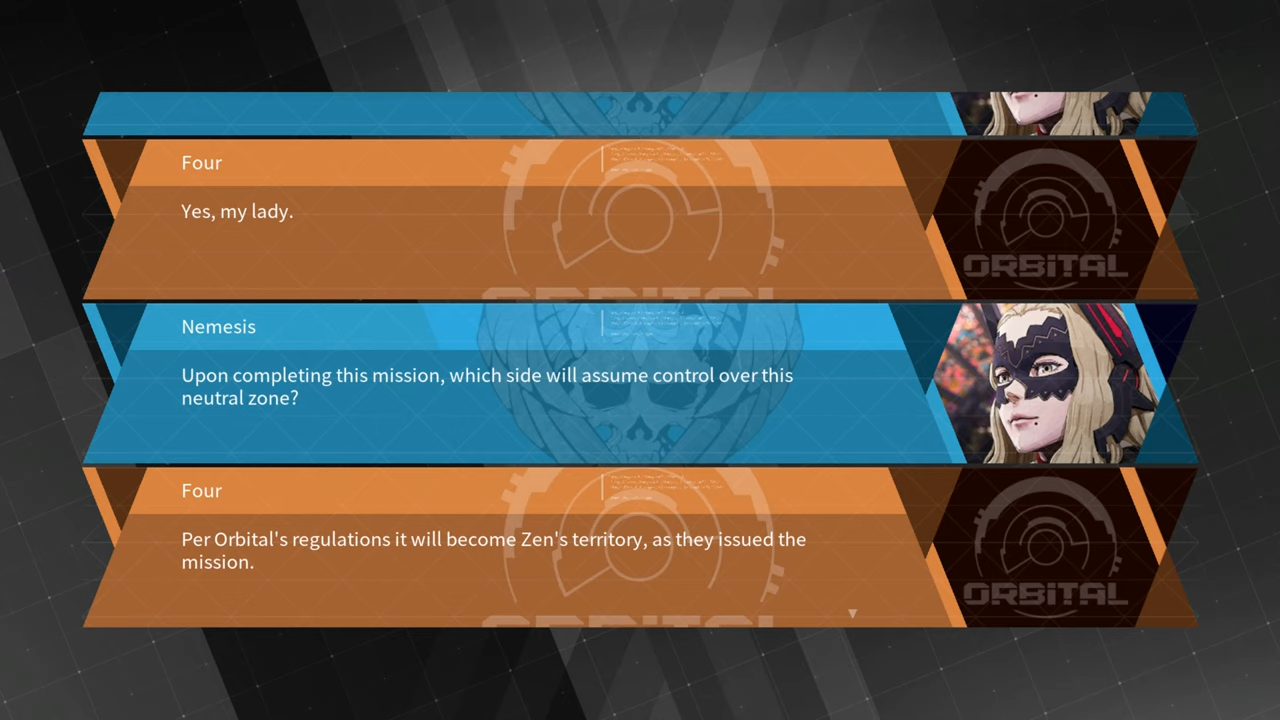 Four
Yes, my lady.
ORBITAL
Nemesis
Upon completing this mission, which side will assume control over this
neutral zone?
Four
Per Orbital's regulations it will become Zen's territory, as they issued the
mission.
ORBITAL